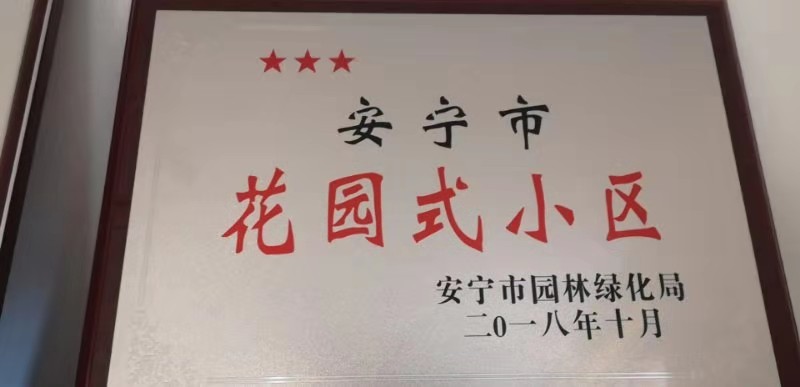 ★★★
安宁市
花园式小区
安宁市园林绿化局
二0一八年十月